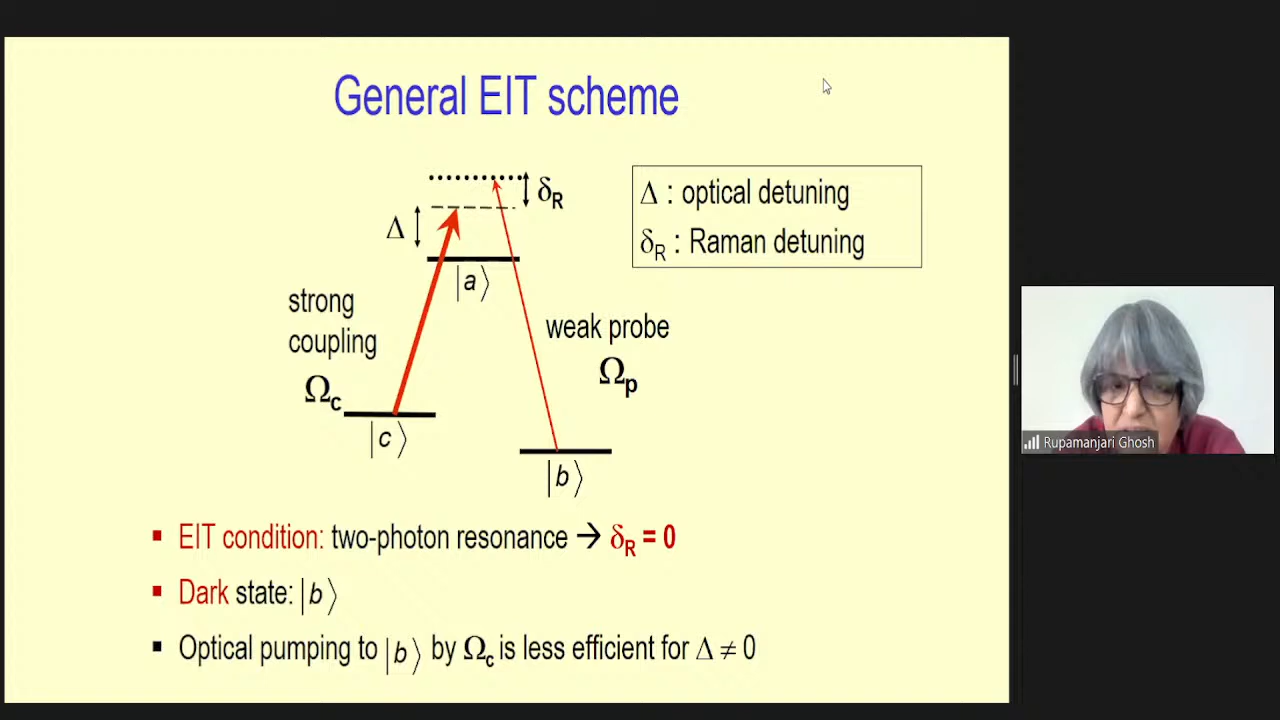 General EIT scheme
δR
Δ
|a⟩
strong
coupling
Ωc
weak probe
Ωp
|c⟩
|b⟩
Δ : optical detuning
δR : Raman detuning
Rupamanjari Ghosh
▪ EIT condition: two-photon resonance → δR = 0
▪ Dark state: |b⟩
▪ Optical pumping to |b⟩ by Ωc is less efficient for Δ ≠ 0